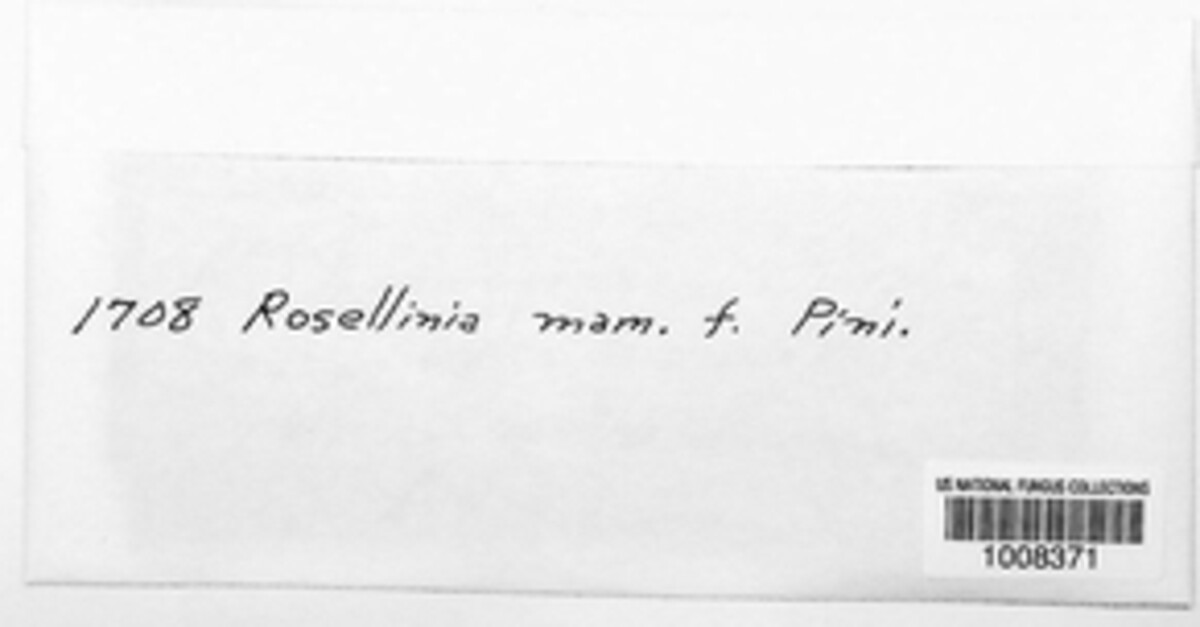 1708 Rosellinia mam. f. Pini.
US NATIONAL FUNGUS COLLECTIONS
1008371